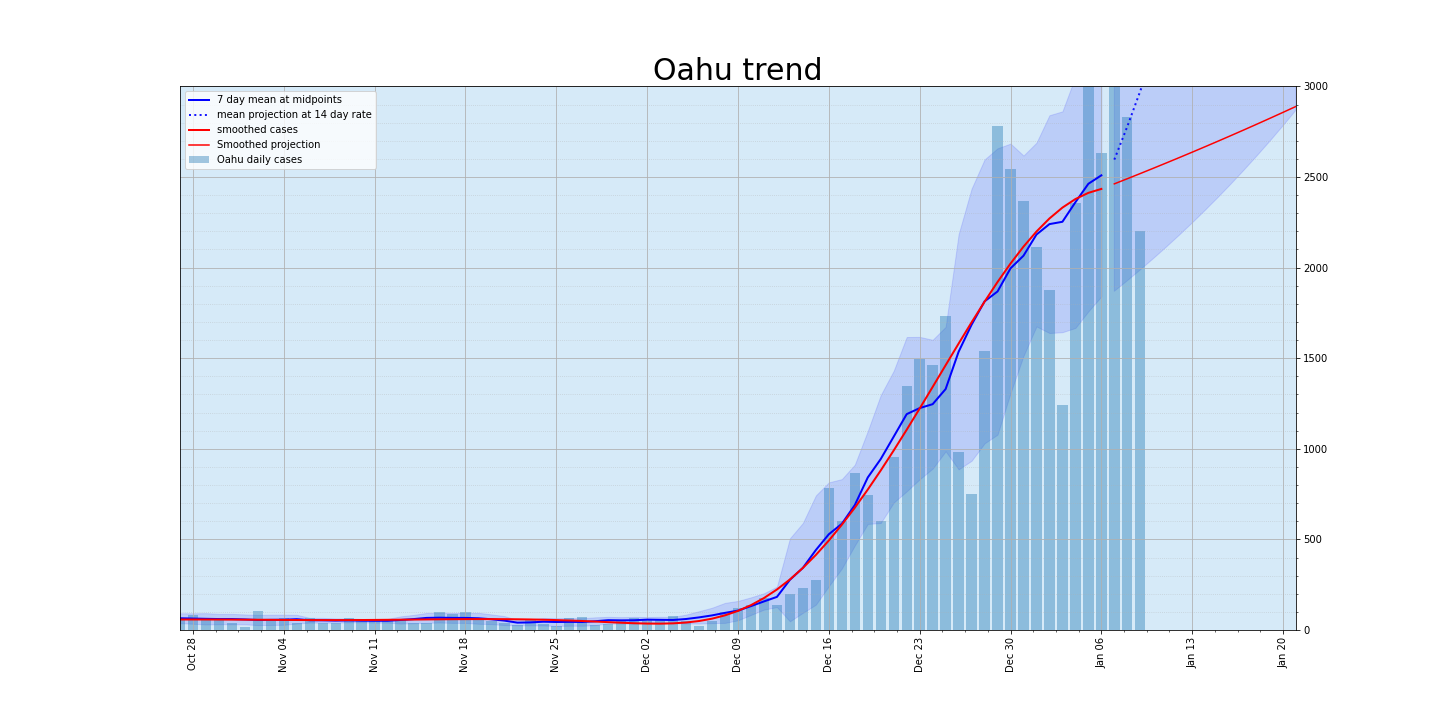 Oahu trend
7 day mean at midpoints
mean projection at 14 day rate
smoothed cases
Smoothed projection
Oahu daily cases
3000
2500
2000
1500
1000
500
0
Oct 28
Nov 04
Nov 11
Nov 18
Nov 25
Dec 02
Dec 09
Dec 16
Dec 23
Dec 30
Jan 06
Jan 13
Jan 20